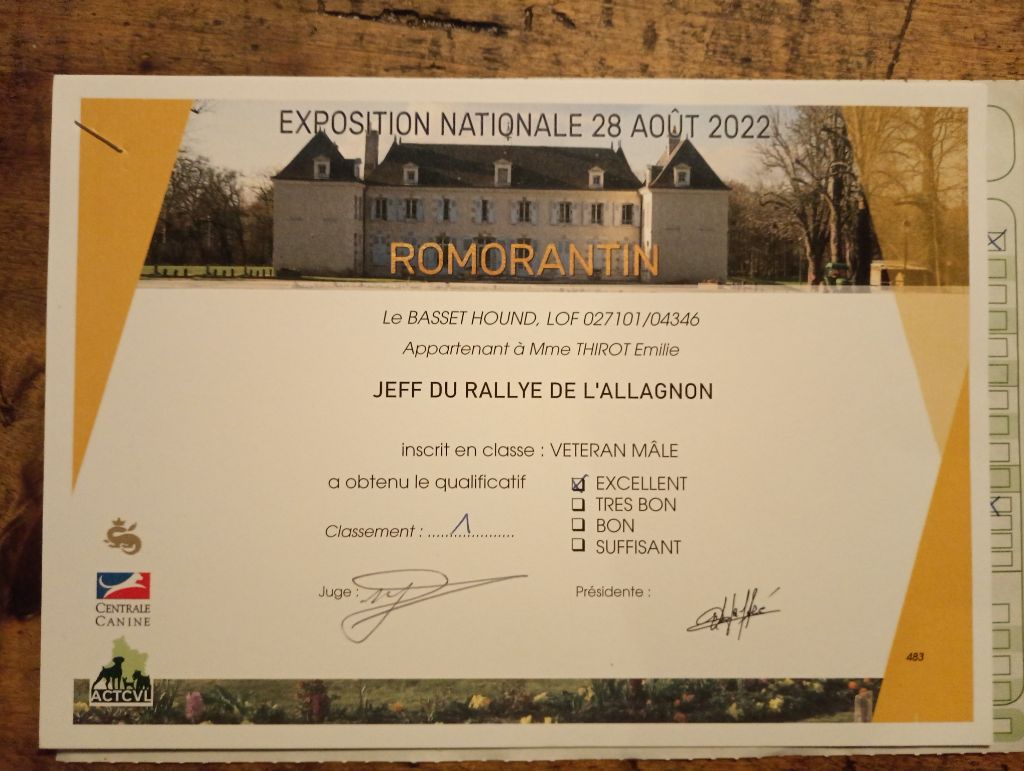 EXPOSITION NATIONALE 28 AOÛT 2022
ROMORANTIN
Le BASSET HOUND, LOF 027101/04346
Appartenant à Mme THIROT Emilie
JEFF DU RALLYE DE L'ALLAGNON
inscrit en classe : VETERAN MÂLE
a obtenu le qualificatif
EXCELLENT
TRES BON
BON
SUFFISANT
Classement : ......1......
Juge :
Présidente :
CENTRALE
CANINE
ACTCVL
483